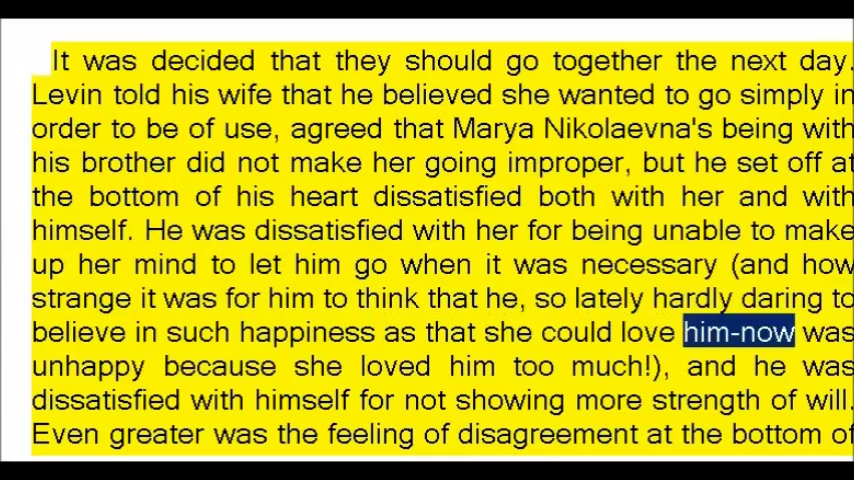 It was decided that they should go together the next day.
Levin told his wife that he believed she wanted to go simply in
order to be of use, agreed that Marya Nikolaevna's being with
his brother did not make her going improper, but he set off at
the bottom of his heart dissatisfied both with her and with
himself. He was dissatisfied with her for being unable to make
up her mind to let him go when it was necessary (and how
strange it was for him to think that he, so lately hardly daring to
believe in such happiness as that she could love him-now was
unhappy because she loved him too much!), and he was
dissatisfied with himself for not showing more strength of will.
Even greater was the feeling of disagreement at the bottom of